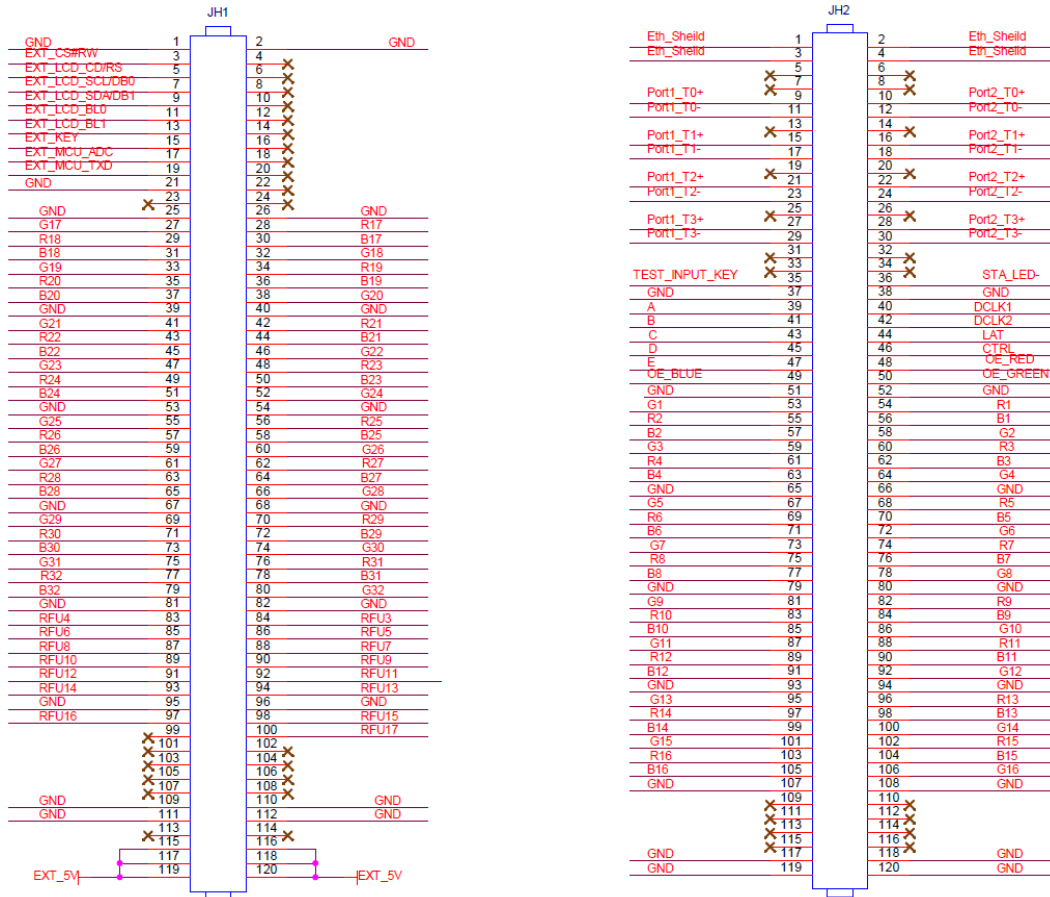 JH1
GND 1 2 GND
EXT_CS#RW 3 4
EXT_LCD_CD/RS 5 6
EXT_LCD_SCL/DB0 7 8
EXT_LCD_SDA/DB1 9 10
EXT_LCD_BL0 11 12
EXT_LCD_BL1 13 14
EXT_KEY 15 16
EXT_MCU_ADC 17 18
EXT_MCU_TXD 19 20
GND 21 22
23 24
GND 25 26 GND
G17 27 28 R17
R18 29 30 B17
B18 31 32 G18
G19 33 34 R19
R20 35 36 B19
B20 37 38 G20
GND 39 40 GND
G21 41 42 R21
R22 43 44 B21
B22 45 46 G22
G23 47 48 R23
R24 49 50 B23
B24 51 52 G24
GND 53 54 GND
G25 55 56 R25
R26 57 58 B25
B26 59 60 G26
G27 61 62 R27
R28 63 64 B27
B28 65 66 G28
GND 67 68 GND
G29 69 70 R29
R30 71 72 B29
B30 73 74 G30
G31 75 76 R31
R32 77 78 B31
B32 79 80 G32
GND 81 82 GND
RFU4 83 84 RFU3
RFU6 85 86 RFU5
RFU8 87 88 RFU7
RFU10 89 90 RFU9
RFU12 91 92 RFU11
RFU14 93 94 RFU13
GND 95 96 GND
RFU16 97 98 RFU15
99 100 RFU17
101 102
103 104
105 106
107 108
GND 109 110 GND
GND 111 112 GND
113 114
115 116
117 118
EXT_5V 119 120 EXT_5V
JH2
Eth_Sheild 1 2 Eth_Sheild
Eth_Sheild 3 4 Eth_Sheild
5 6
7 8
Port1_T0+ 9 10 Port2_T0+
Port1_T0- 11 12 Port2_T0-
13 14
Port1_T1+ 15 16 Port2_T1+
Port1_T1- 17 18 Port2_T1-
19 20
Port1_T2+ 21 22 Port2_T2+
Port1_T2- 23 24 Port2_T2-
25 26
Port1_T3+ 27 28 Port2_T3+
Port1_T3- 29 30 Port2_T3-
31 32
33 34
TEST_INPUT_KEY 35 36 STA_LED-
GND 37 38 GND
A 39 40 DCLK1
B 41 42 DCLK2
C 43 44 LAT
D 45 46 CTRL
E 47 48 OE_RED
OE_BLUE 49 50 OE_GREEN
GND 51 52 GND
G1 53 54 R1
R2 55 56 B1
B2 57 58 G2
G3 59 60 R3
R4 61 62 B3
B4 63 64 G4
GND 65 66 GND
G5 67 68 R5
R6 69 70 B5
B6 71 72 G6
G7 73 74 R7
R8 75 76 B7
B8 77 78 G8
GND 79 80 GND
G9 81 82 R9
R10 83 84 B9
B10 85 86 G10
G11 87 88 R11
R12 89 90 B11
B12 91 92 G12
GND 93 94 GND
G13 95 96 R13
R14 97 98 B13
B14 99 100 G14
G15 101 102 R15
R16 103 104 B15
B16 105 106 G16
GND 107 108 GND
109 110
111 112
113 114
115 116
GND 117 118 GND
GND 119 120 GND